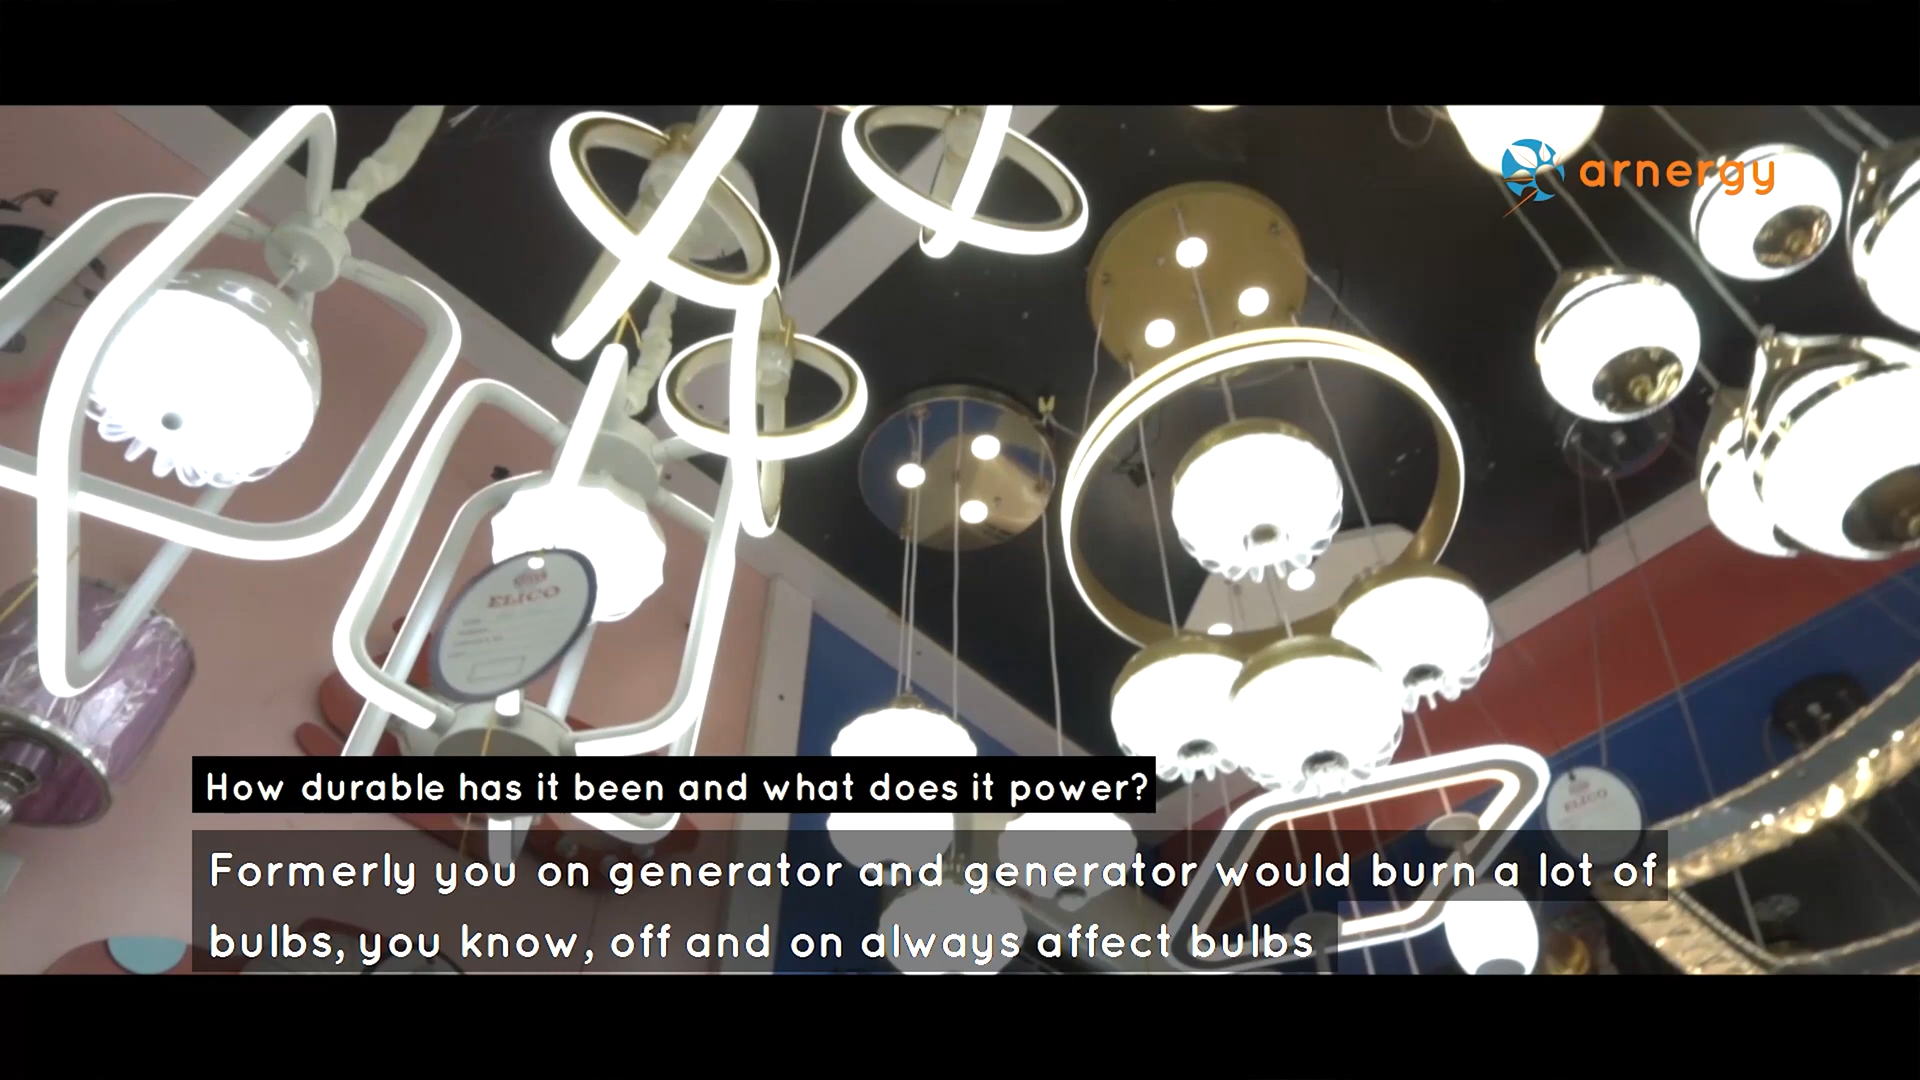 arnergy
ELICO
ELICO
How durable has it been and what does it power?
Formerly you on generator and generator would burn a lot of
bulbs, you know, off and on always affect bulbs